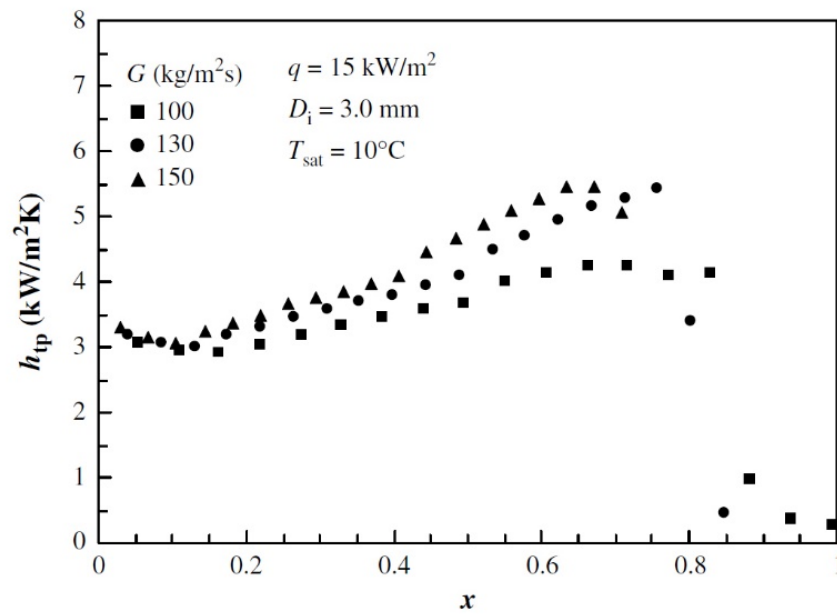 8
7
6
5
4
3
2
1
0
h_tp (kW/m²K)
G (kg/m²s)
100
130
150
q = 15 kW/m²
D_i = 3.0 mm
T_sat = 10°C
0 0.2 0.4 0.6 0.8 1
x